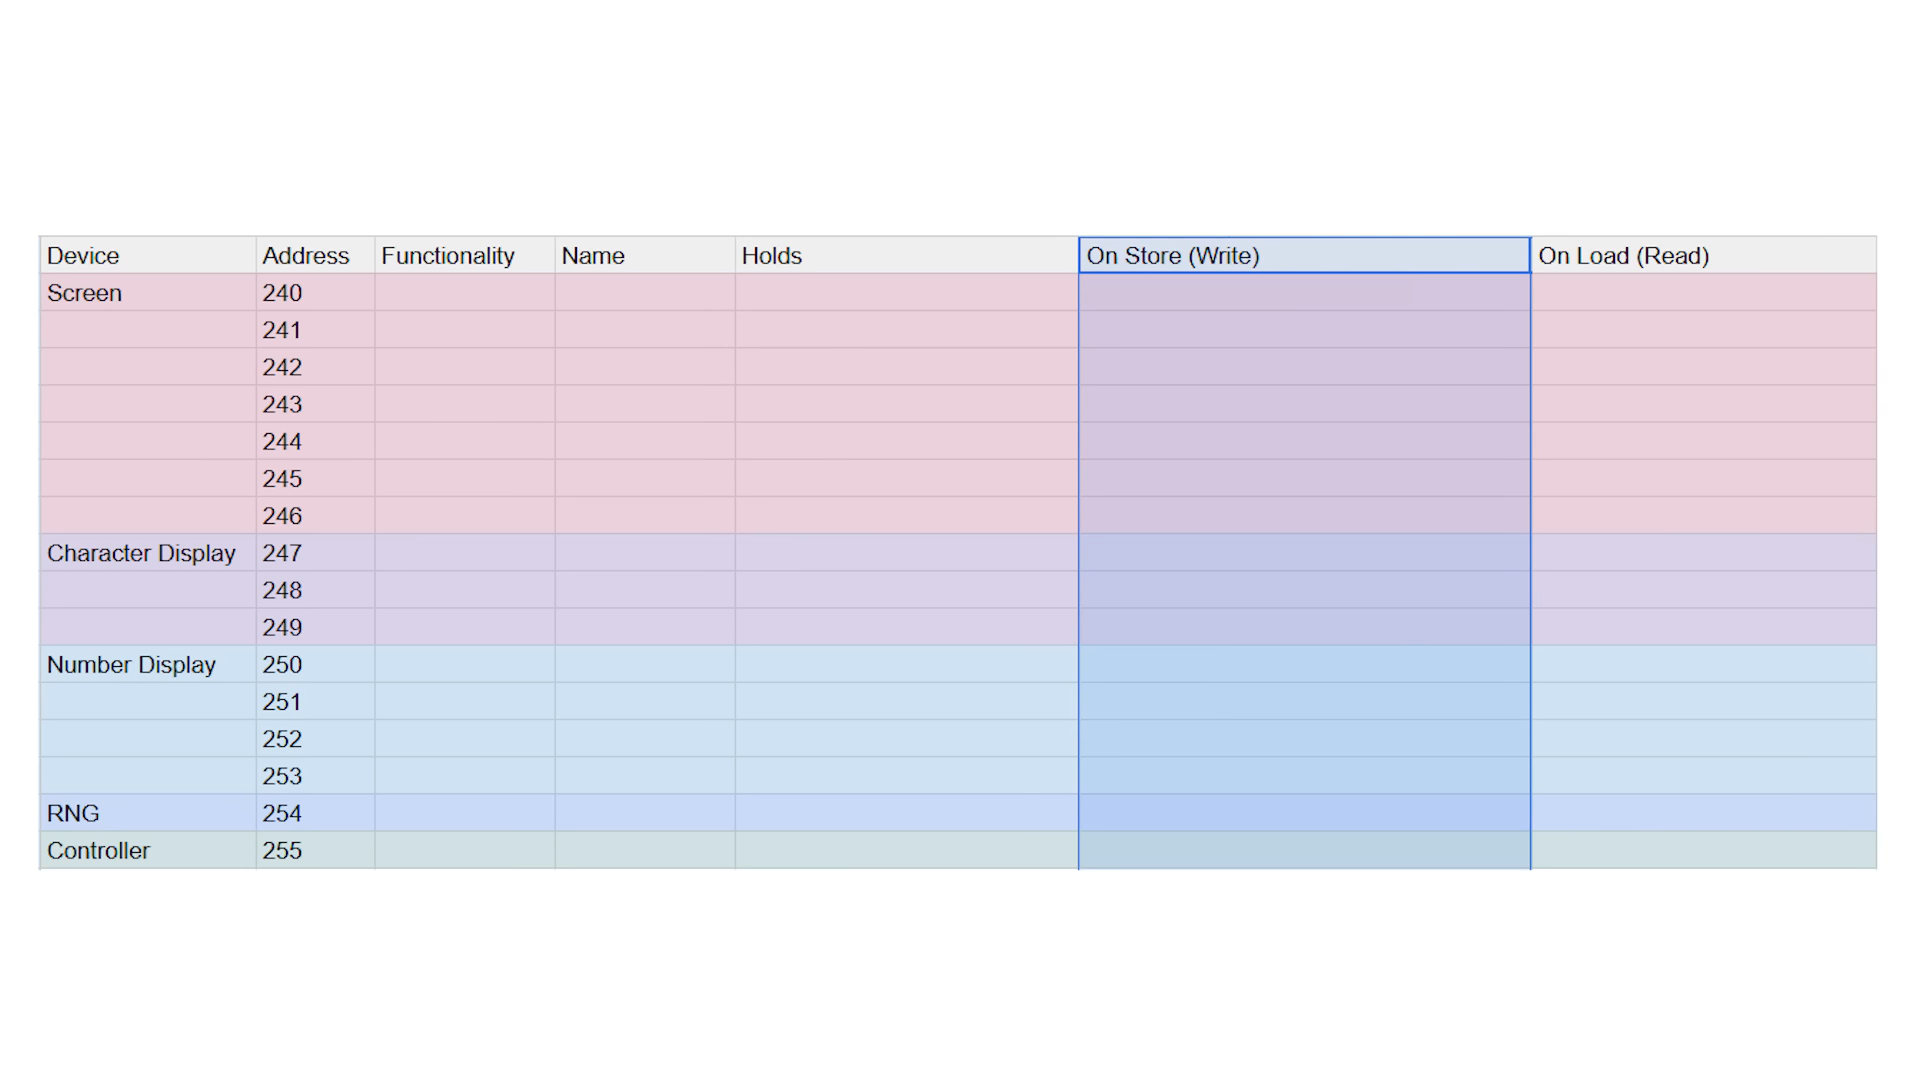 Device Address Functionality Name Holds On Store (Write) On Load (Read)
Screen 240
241
242
243
244
245
246
Character Display 247
248
249
Number Display 250
251
252
253
RNG 254
Controller 255